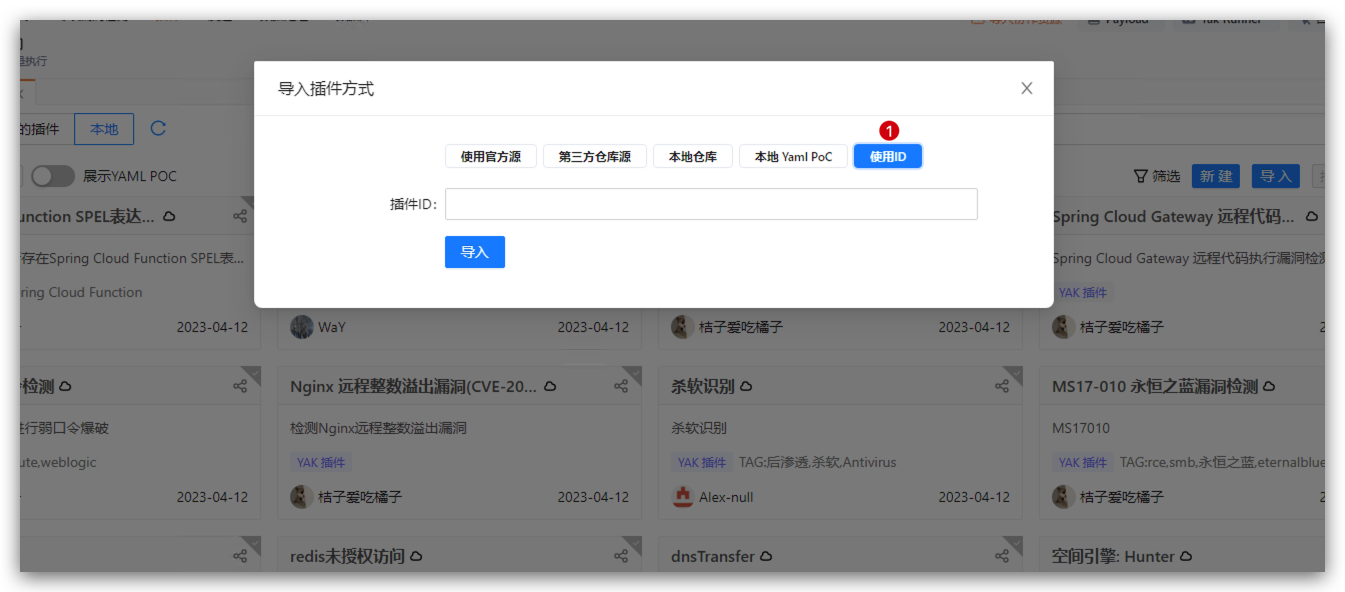 Payload
Yak Runner
程执行
导入插件方式
1
的插件 本地
使用官方源 第三方仓库源 本地仓库 本地 Yaml PoC 使用ID
展示YAML POC
筛选 新 建 导 入
插件ID:
导入
unction SPEL表达...
Spring Cloud Gateway 远程代码...
存在Spring Cloud Function SPEL表...
Spring Cloud Gateway 远程代码执行漏洞检测
ring Cloud Function
YAK 插件
2023-04-12
WaY 2023-04-12
桔子爱吃橘子 2023-04-12
桔子爱吃橘子
检测
Nginx 远程整数溢出漏洞(CVE-20...
杀软识别
MS17-010 永恒之蓝漏洞检测
进行弱口令爆破
检测Nginx远程整数溢出漏洞
杀软识别
MS17010
ute,weblogic
YAK 插件
YAK 插件 TAG:后渗透,杀软,Antivirus
YAK 插件 TAG:rce,smb,永恒之蓝,eternalblue
2023-04-12
桔子爱吃橘子 2023-04-12
Alex-null 2023-04-12
桔子爱吃橘子
redis未授权访问
dnsTransfer
空间引擎: Hunter